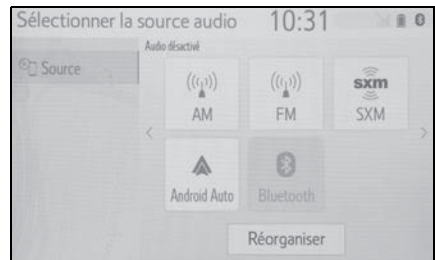 Sélectionner la source audio 10:31
Audio désactivé
Source
AM
FM
sxm
SXM
Android Auto
Bluetooth
Réorganiser